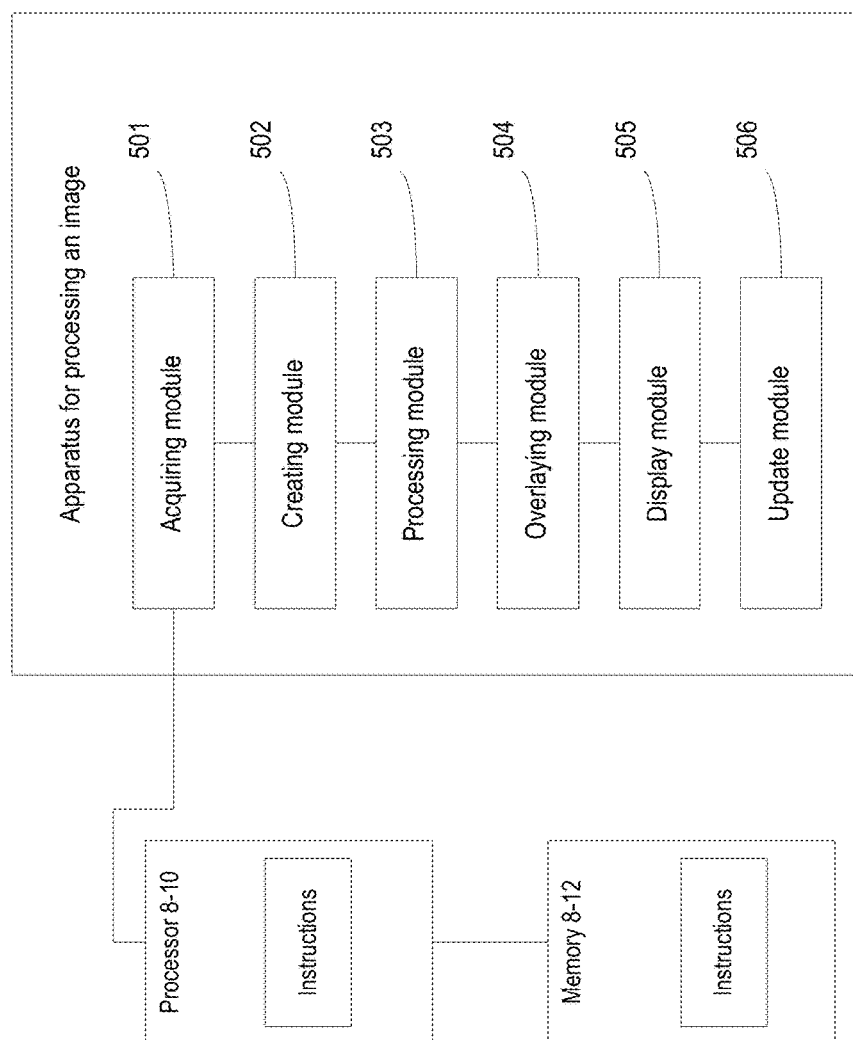 Apparatus for processing an image
Acquiring module
501
Creating module
502
Processing module
503
Overlaying module
504
Display module
505
Update module
506
Processor 8-10
Instructions
Memory 8-12
Instructions